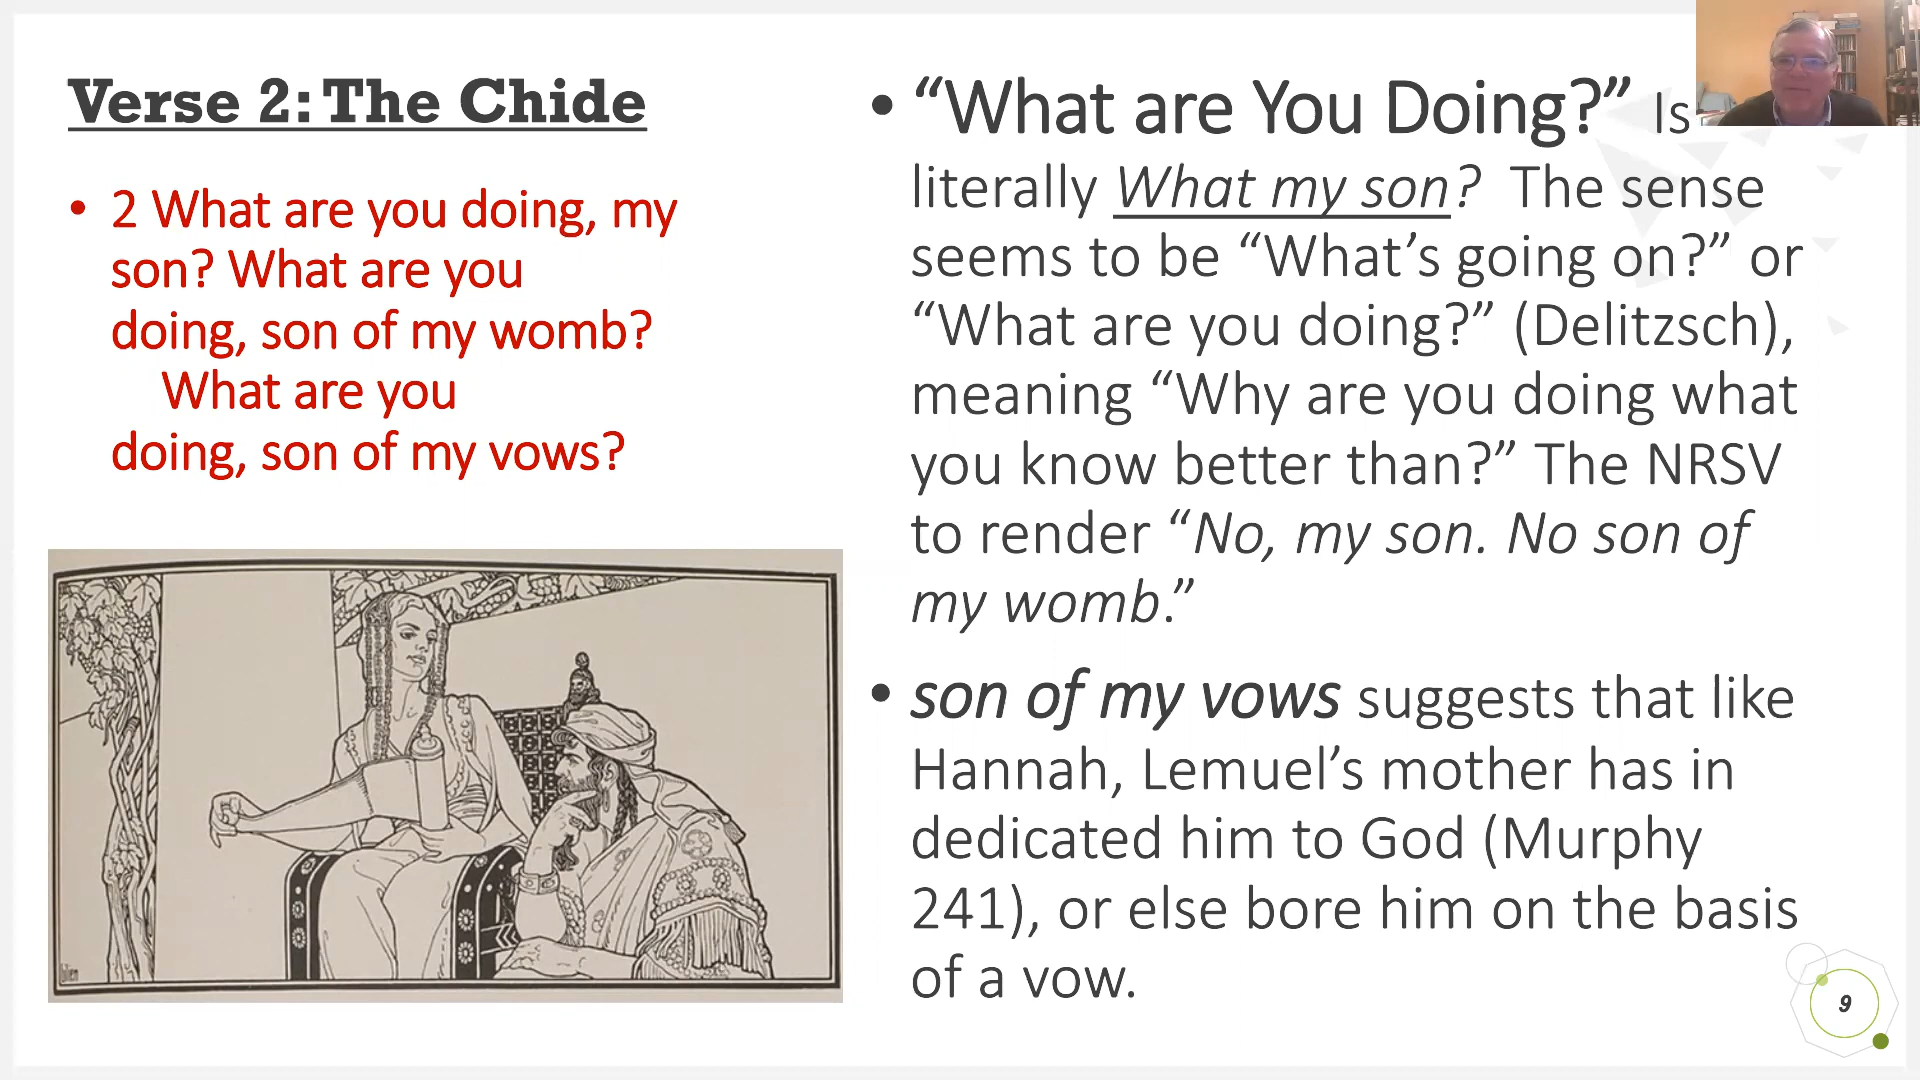 Verse 2: The Chide
• 2 What are you doing, my
son? What are you
doing, son of my womb?
What are you
doing, son of my vows?
• “What are You Doing?” Is
literally What my son? The sense
seems to be “What’s going on?” or
“What are you doing?” (Delitzsch),
meaning “Why are you doing what
you know better than?” The NRSV
to render “No, my son. No son of
my womb.”
• son of my vows suggests that like
Hannah, Lemuel’s mother has in
dedicated him to God (Murphy
241), or else bore him on the basis
of a vow.
9